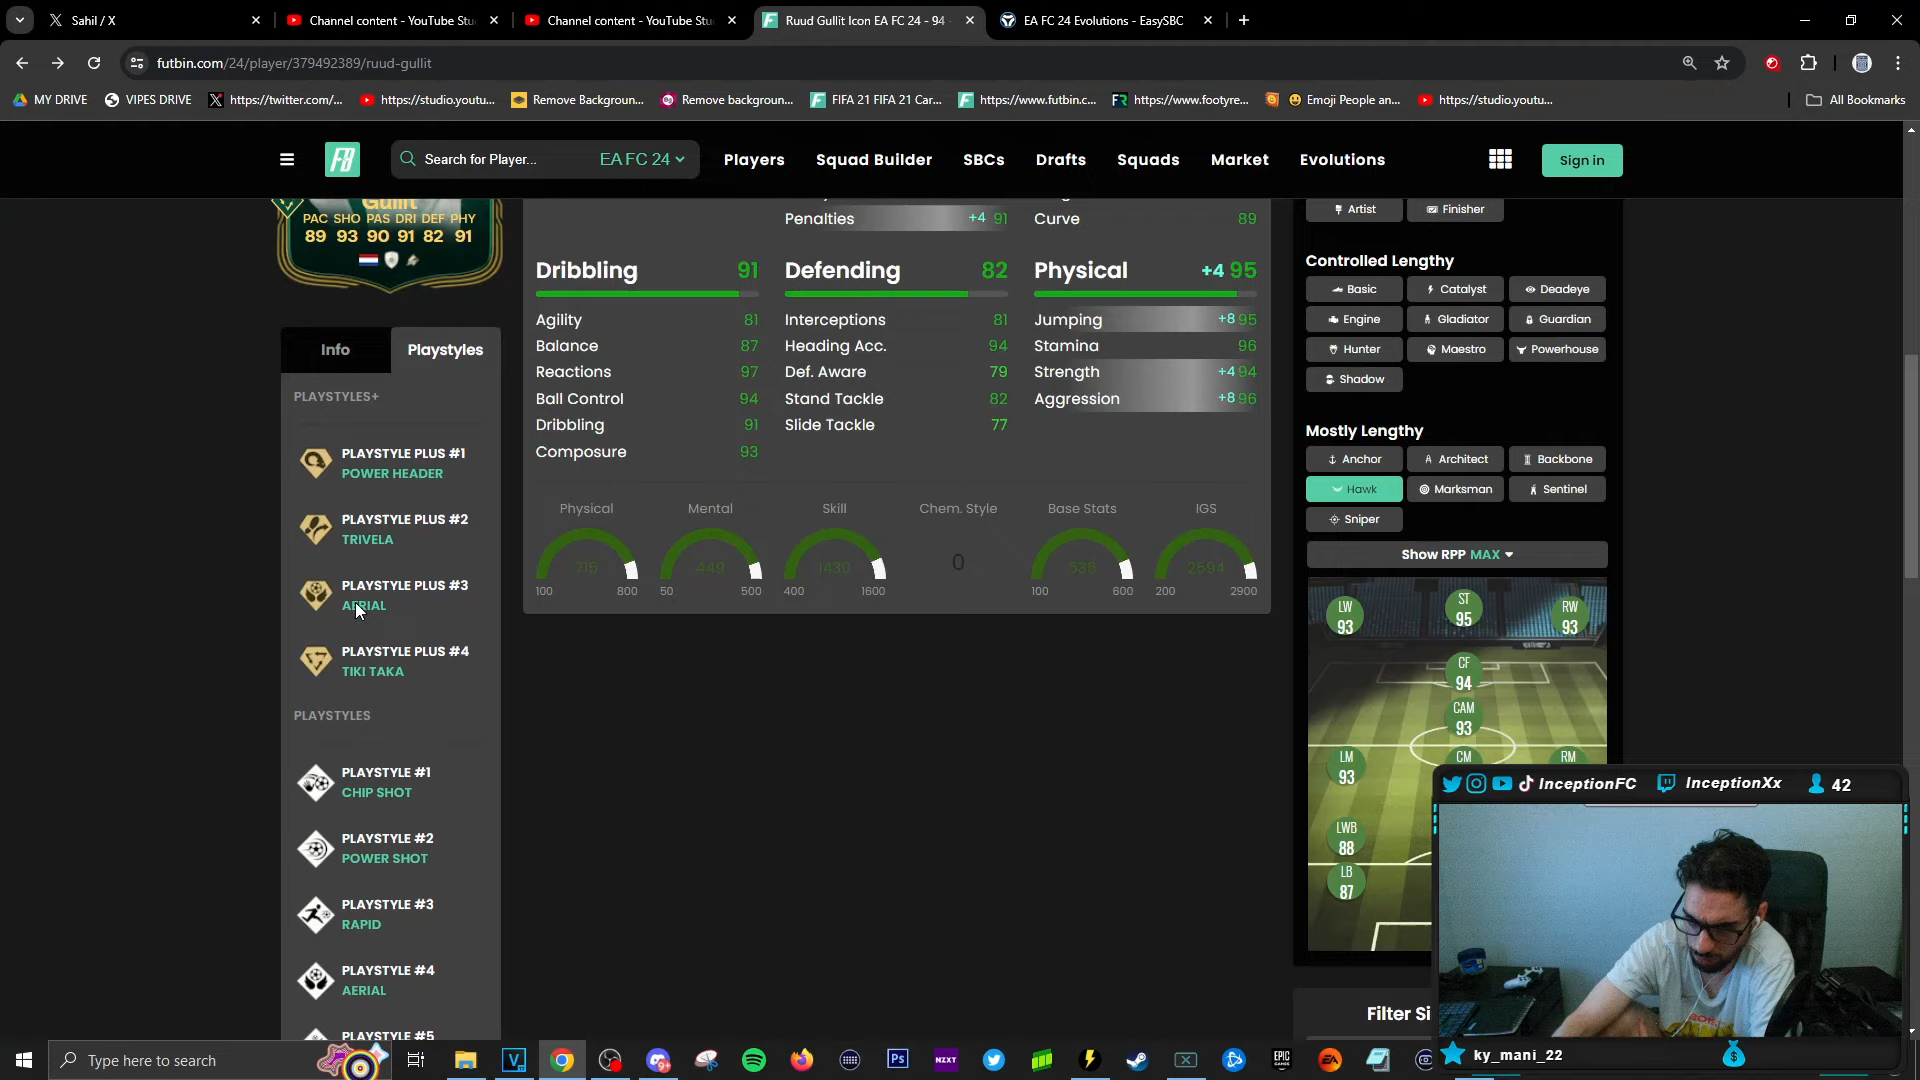 Sahil / X
Channel content - YouTube Stu
Channel content - YouTube Stu
Ruud Gullit Icon EA FC 24 - 94
EA FC 24 Evolutions - EasySBC
futbin.com/24/player/379492389/ruud-gullit
MY DRIVE
VIPES DRIVE
https://twitter.com/...
https://studio.youtu...
Remove Backgroun...
Remove backgroun...
FIFA 21 FIFA 21 Car...
https://www.futbin.c...
https://www.footyre...
Emoji People an...
https://studio.youtu...
All Bookmarks
Search for Player...
EA FC 24
Players
Squad Builder
SBCs
Drafts
Squads
Market
Evolutions
Sign in
Gullit
PAC SHO PAS DRI DEF PHY
89 93 90 91 82 91
Info
Playstyles
PLAYSTYLES+
PLAYSTYLE PLUS #1
POWER HEADER
PLAYSTYLE PLUS #2
TRIVELA
PLAYSTYLE PLUS #3
AERIAL
PLAYSTYLE PLUS #4
TIKI TAKA
PLAYSTYLES
PLAYSTYLE #1
CHIP SHOT
PLAYSTYLE #2
POWER SHOT
PLAYSTYLE #3
RAPID
PLAYSTYLE #4
AERIAL
PLAYSTYLE #5
Penalties +4 91
Curve 89
Dribbling 91
Agility 81
Balance 87
Reactions 97
Ball Control 94
Dribbling 91
Composure 93
Defending 82
Interceptions 81
Heading Acc. 94
Def. Aware 79
Stand Tackle 82
Slide Tackle 77
Physical +4 95
Jumping +8 95
Stamina 96
Strength +4 94
Aggression +8 96
Physical
715
100 800
Mental
449
50 500
Skill
1430
400 1600
Chem. Style
0
Base Stats
536
100 600
IGS
2594
200 2900
Artist
Finisher
Controlled Lengthy
Basic
Catalyst
Deadeye
Engine
Gladiator
Guardian
Hunter
Maestro
Powerhouse
Shadow
Mostly Lengthy
Anchor
Architect
Backbone
Hawk
Marksman
Sentinel
Sniper
Show RPP MAX
LW
93
ST
95
RW
93
CF
94
CAM
93
LM
93
CM
RM
LWB
88
LB
87
Filter Si
InceptionFC
InceptionXx
42
ky_mani_22
Type here to search
Ps
NZXT
EPIC
EA